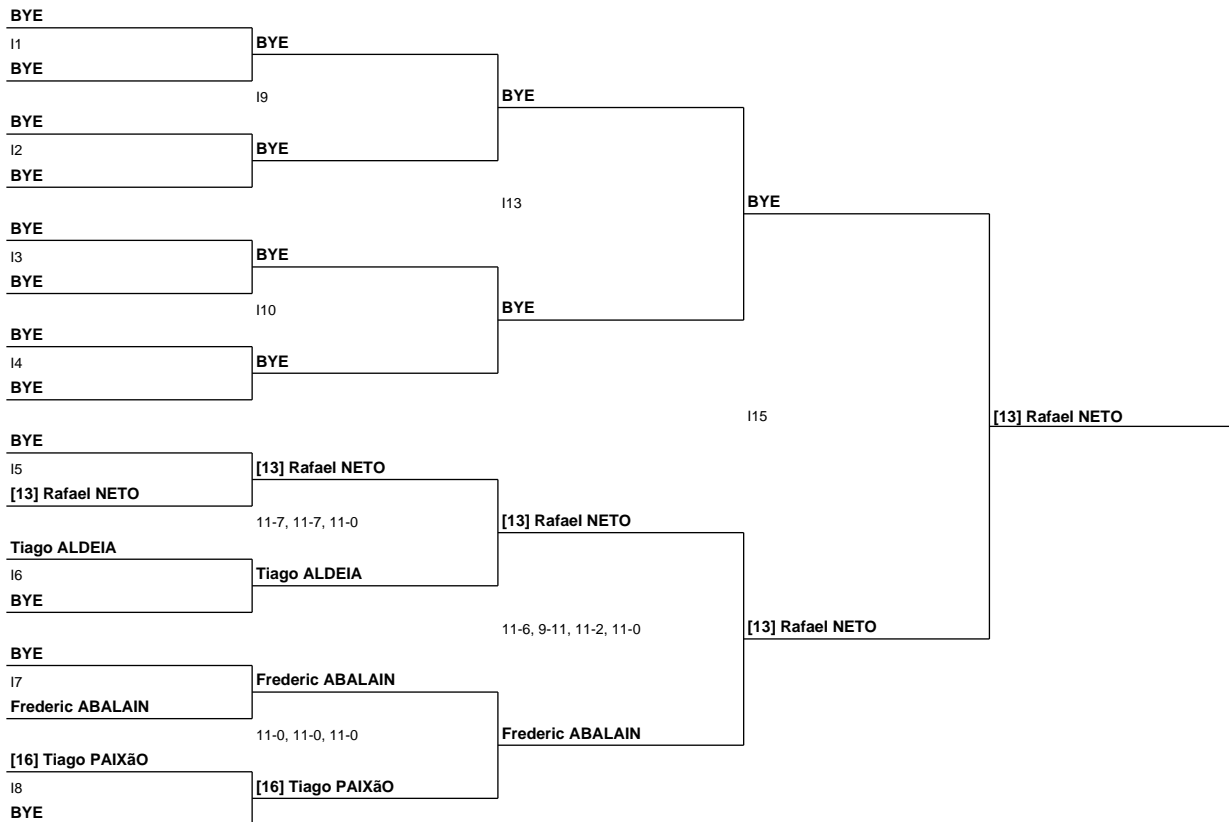 BYE
I1
BYE
BYE
I9
BYE
I2
BYE
BYE
BYE
I13
BYE
I3
BYE
BYE
I10
BYE
I4
BYE
BYE
BYE
BYE
I15
[13] Rafael NETO
BYE
I5
[13] Rafael NETO
[13] Rafael NETO
11-7, 11-7, 11-0
Tiago ALDEIA
I6
BYE
Tiago ALDEIA
[13] Rafael NETO
11-6, 9-11, 11-2, 11-0
[13] Rafael NETO
BYE
I7
Frederic ABALAIN
Frederic ABALAIN
11-0, 11-0, 11-0
Frederic ABALAIN
[16] Tiago PAIXãO
I8
BYE
[16] Tiago PAIXãO